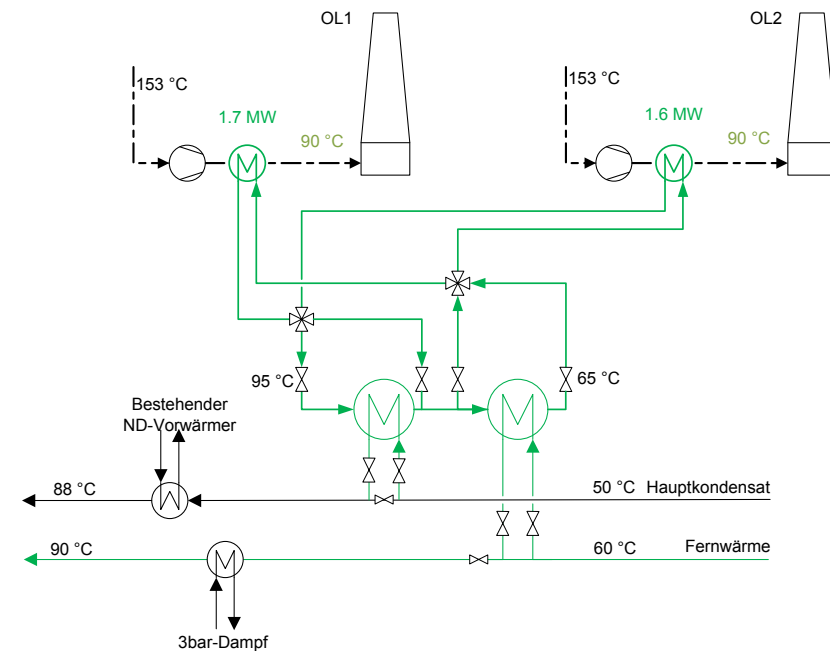 OL1
OL2
153 °C
153 °C
1.7 MW
1.6 MW
90 °C
90 °C
95 °C
65 °C
Bestehender
ND-Vorwärmer
88 °C
50 °C Hauptkondensat
90 °C
60 °C Fernwärme
3bar-Dampf